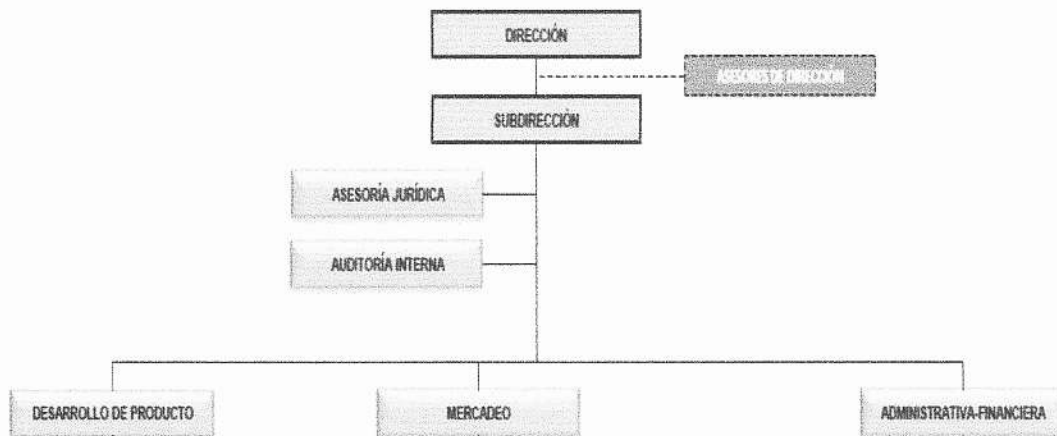 DIRECCIÓN
ASESORES DE DIRECCIÓN
SUBDIRECCIÓN
ASESORÍA JURÍDICA
AUDITORÍA INTERNA
DESARROLLO DE PRODUCTO
MERCADEO
ADMINISTRATIVA-FINANCIERA